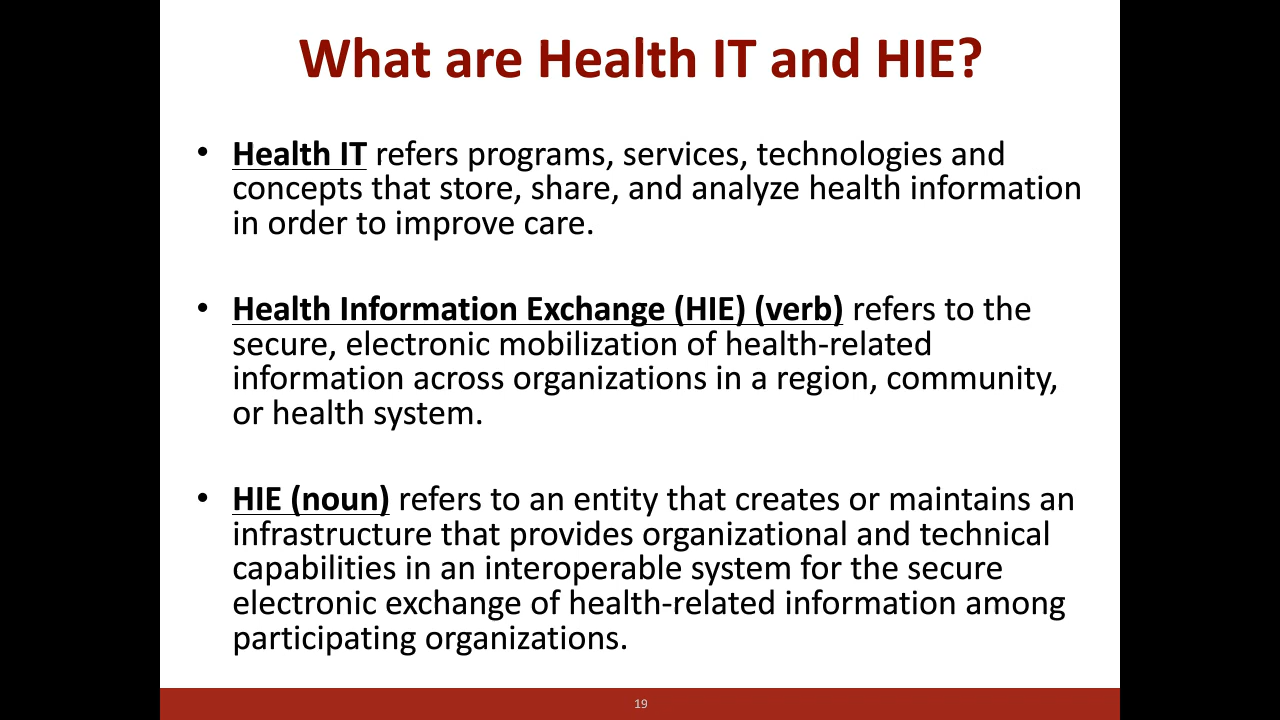 What are Health IT and HIE?
• Health IT refers programs, services, technologies and
concepts that store, share, and analyze health information
in order to improve care.
• Health Information Exchange (HIE) (verb) refers to the
secure, electronic mobilization of health-related
information across organizations in a region, community,
or health system.
• HIE (noun) refers to an entity that creates or maintains an
infrastructure that provides organizational and technical
capabilities in an interoperable system for the secure
electronic exchange of health-related information among
participating organizations.
19